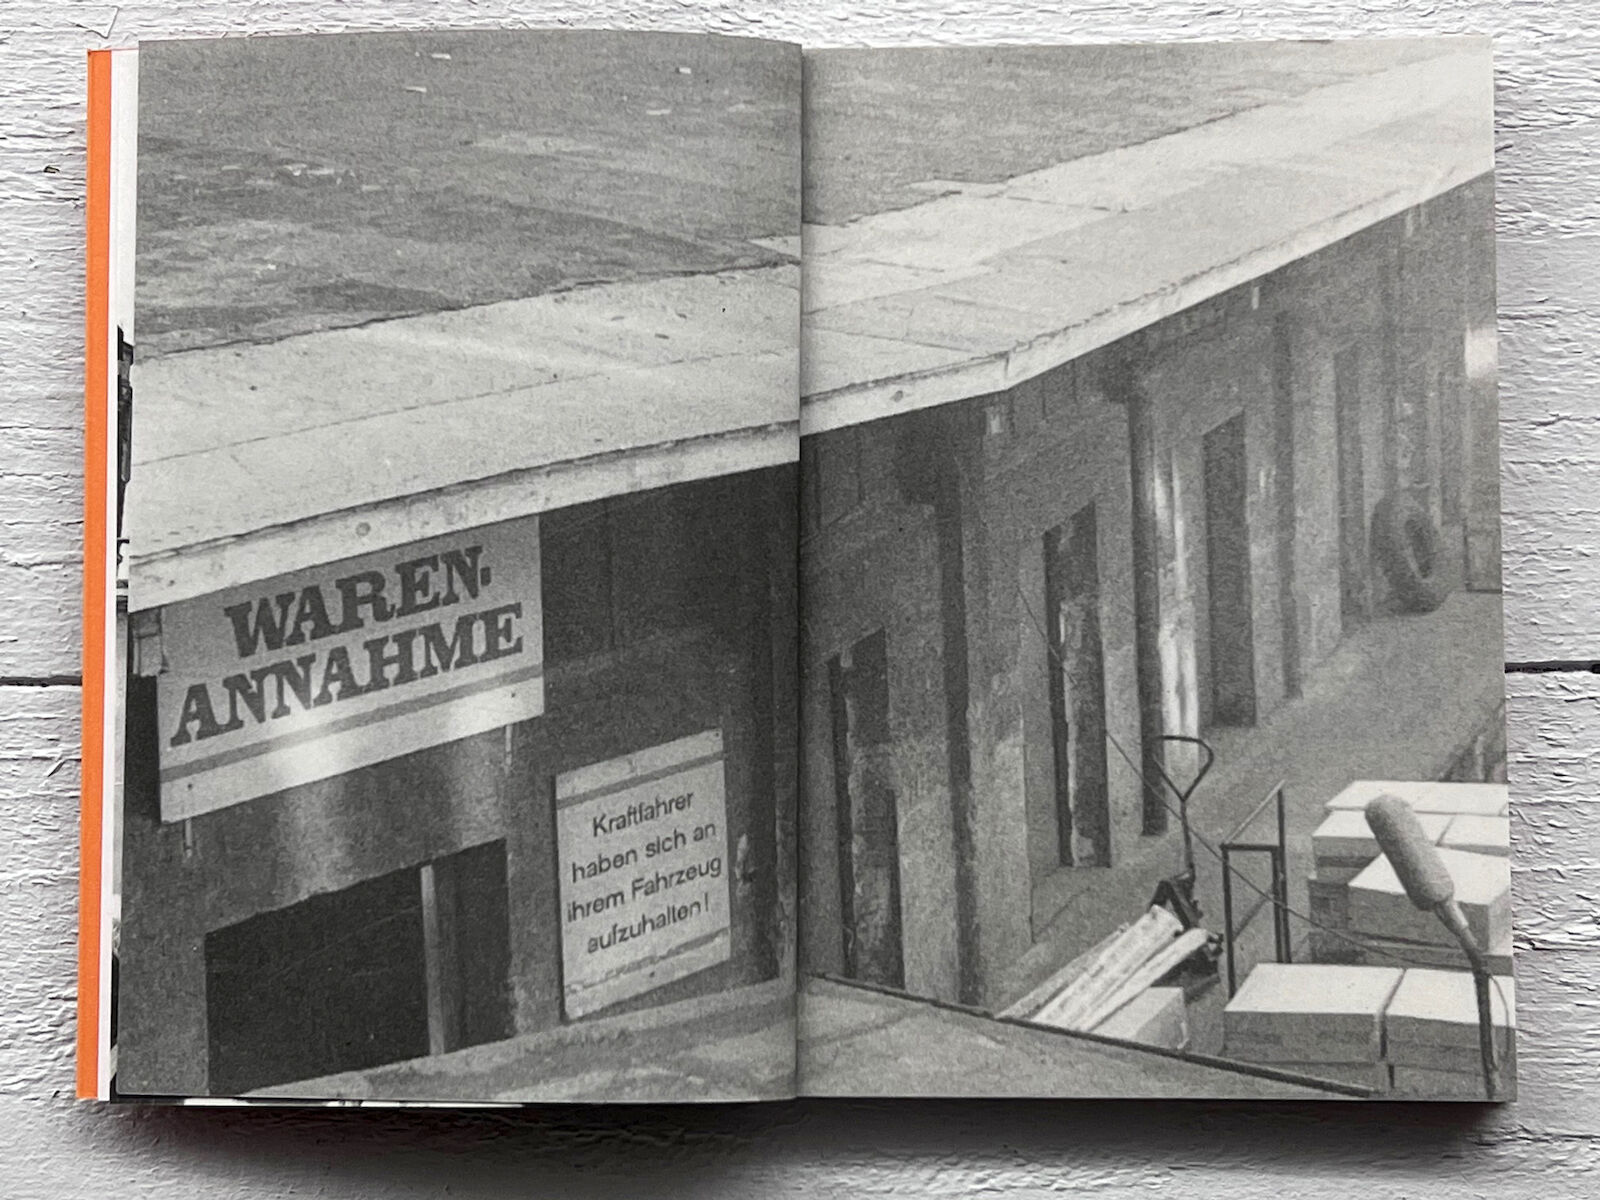 WAREN-
ANNAHME
Kraftfahrer
haben sich an
ihrem Fahrzeug
aufzuhalten!